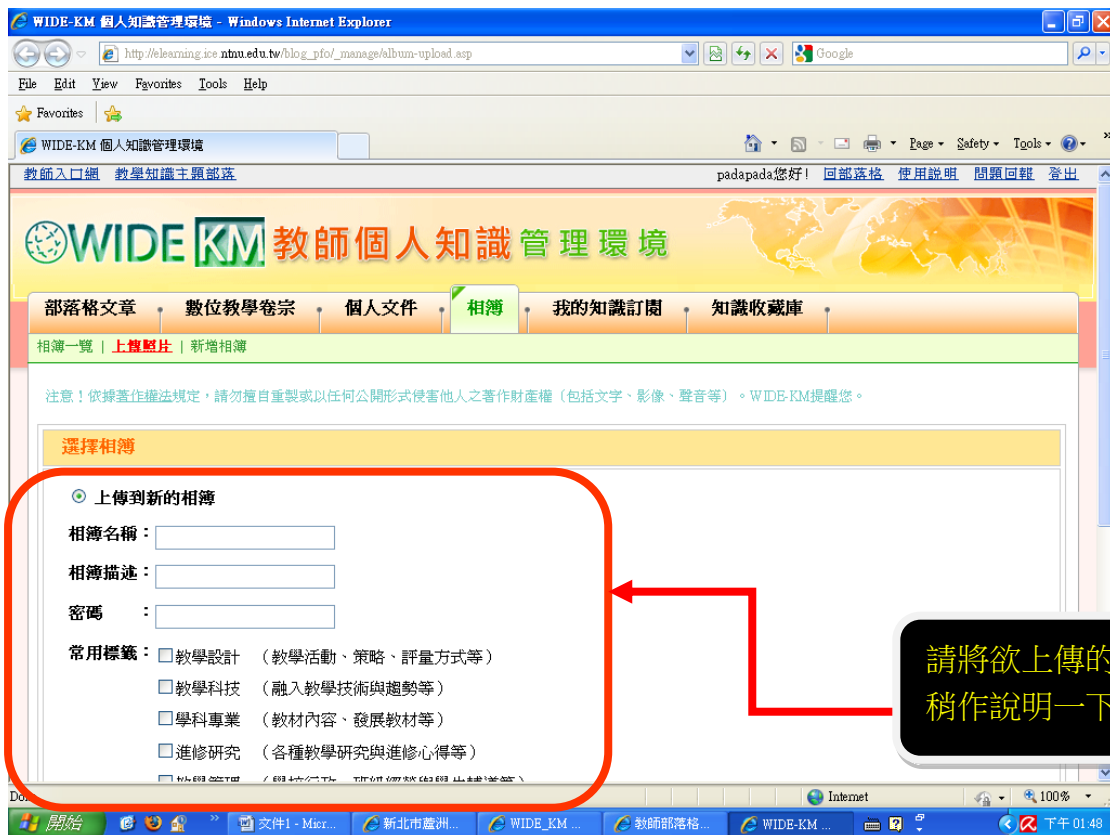 WIDE-KM 個人知識管理環境 - Windows Internet Explorer
http://elearning.ice.ntnu.edu.tw/blog_pfo/_manage/album-upload.asp
Google
File Edit View Favorites Tools Help
Favorites
WIDE-KM 個人知識管理環境
Page Safety Tools
教師入口網 教學知識主題部落 padapada您好! 回部落格 使用說明 問題回報 登出
WIDE KM 教師個人知識管理環境
部落格文章 數位教學卷宗 個人文件 相簿 我的知識訂閱 知識收藏庫
相簿一覽 | 上傳照片 | 新增相簿
注意!依據著作權法規定,請勿擅自重製或以任何公開形式侵害他人之著作財產權(包括文字、影像、聲音等)。WIDE-KM提醒您。
選擇相簿
上傳到新的相簿
相簿名稱:
相簿描述:
密碼 :
常用標籤: 教學設計 (教學活動、策略、評量方式等)
教學科技 (融入教學技術與趨勢等)
學科專業 (教材內容、發展教材等)
進修研究 (各種教學研究與進修心得等)
請將欲上傳的
稍作說明一下
Internet 100%
開始 文件1 - Micr... 新北市蘆洲... WIDE_KM ... 教師部落格... WIDE-KM ... 下午 01:48